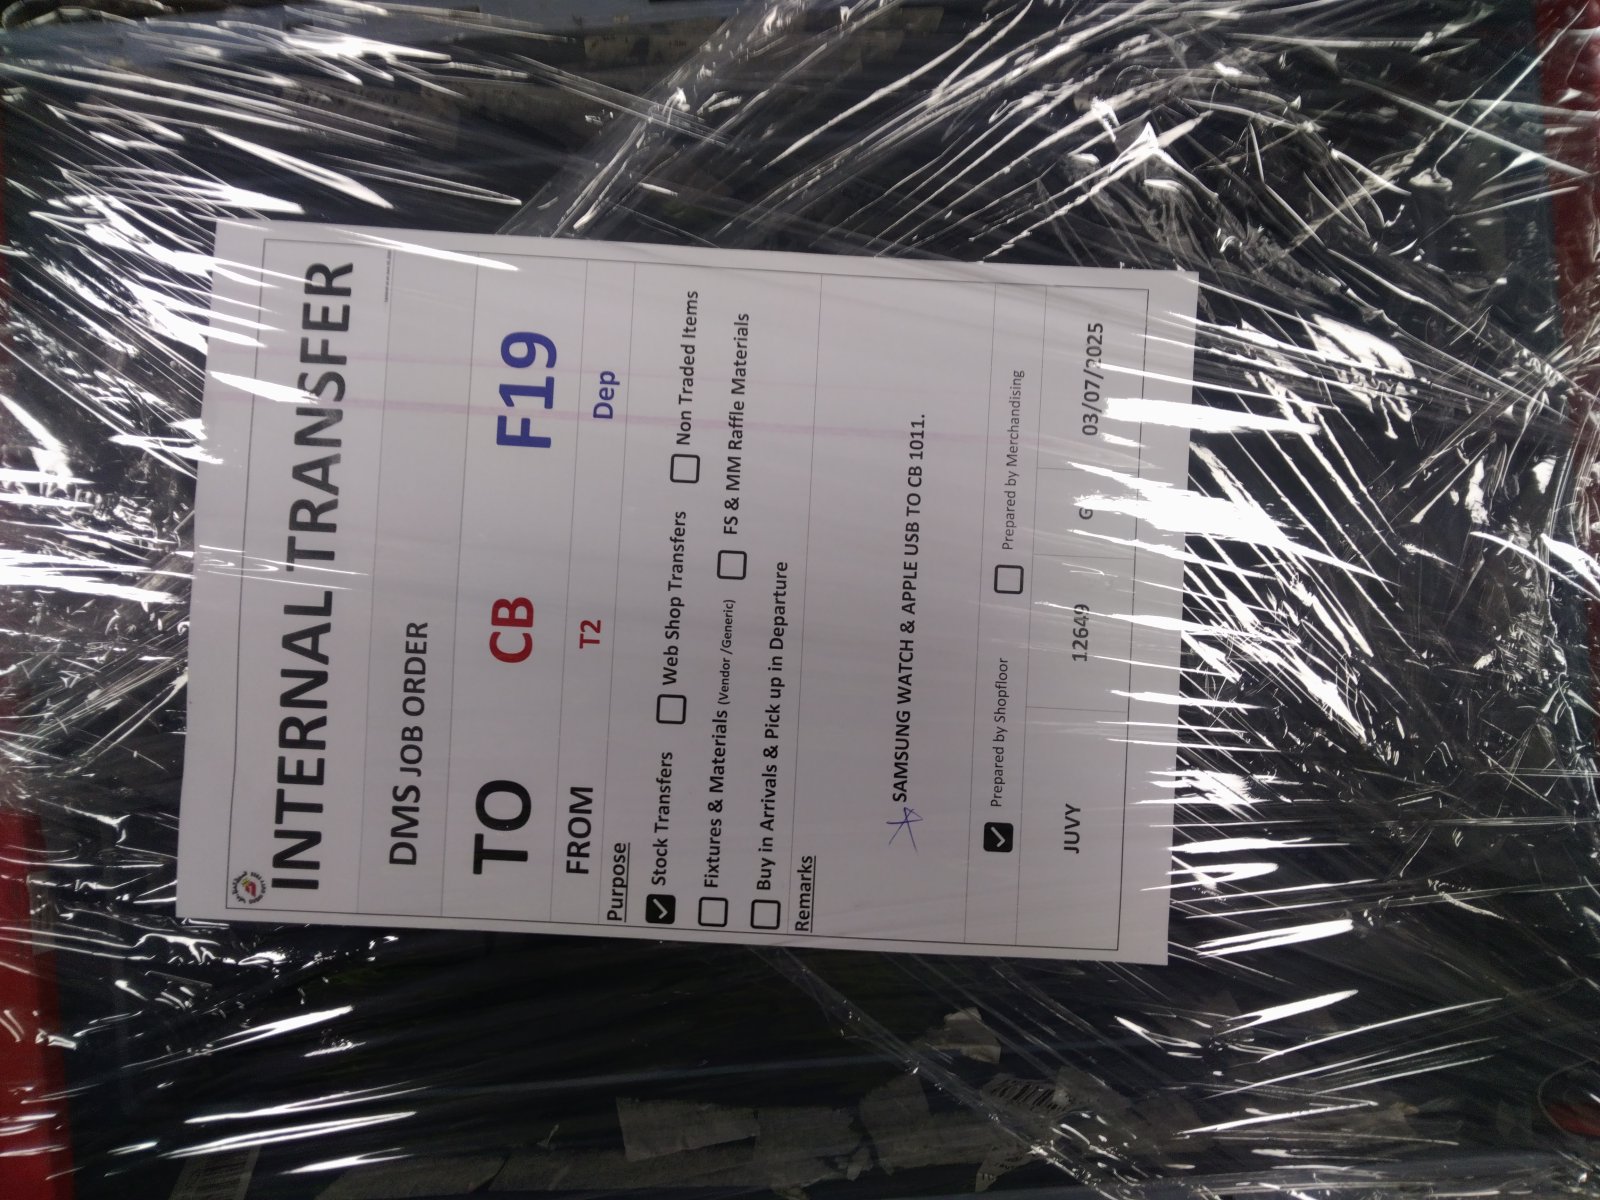 INTERNAL TRANSFER
DMS JOB ORDER
TO CB F19
FROM T2 Dep
Purpose
Stock Transfers Web Shop Transfers Non Traded Items
Fixtures & Materials (Vendor /Generic) FS & MM Raffle Materials
Buy in Arrivals & Pick up in Departure
Remarks
SAMSUNG WATCH & APPLE USB TO CB 1011.
Prepared by Shopfloor Prepared by Merchandising
JUVY 12649 03/07/2025